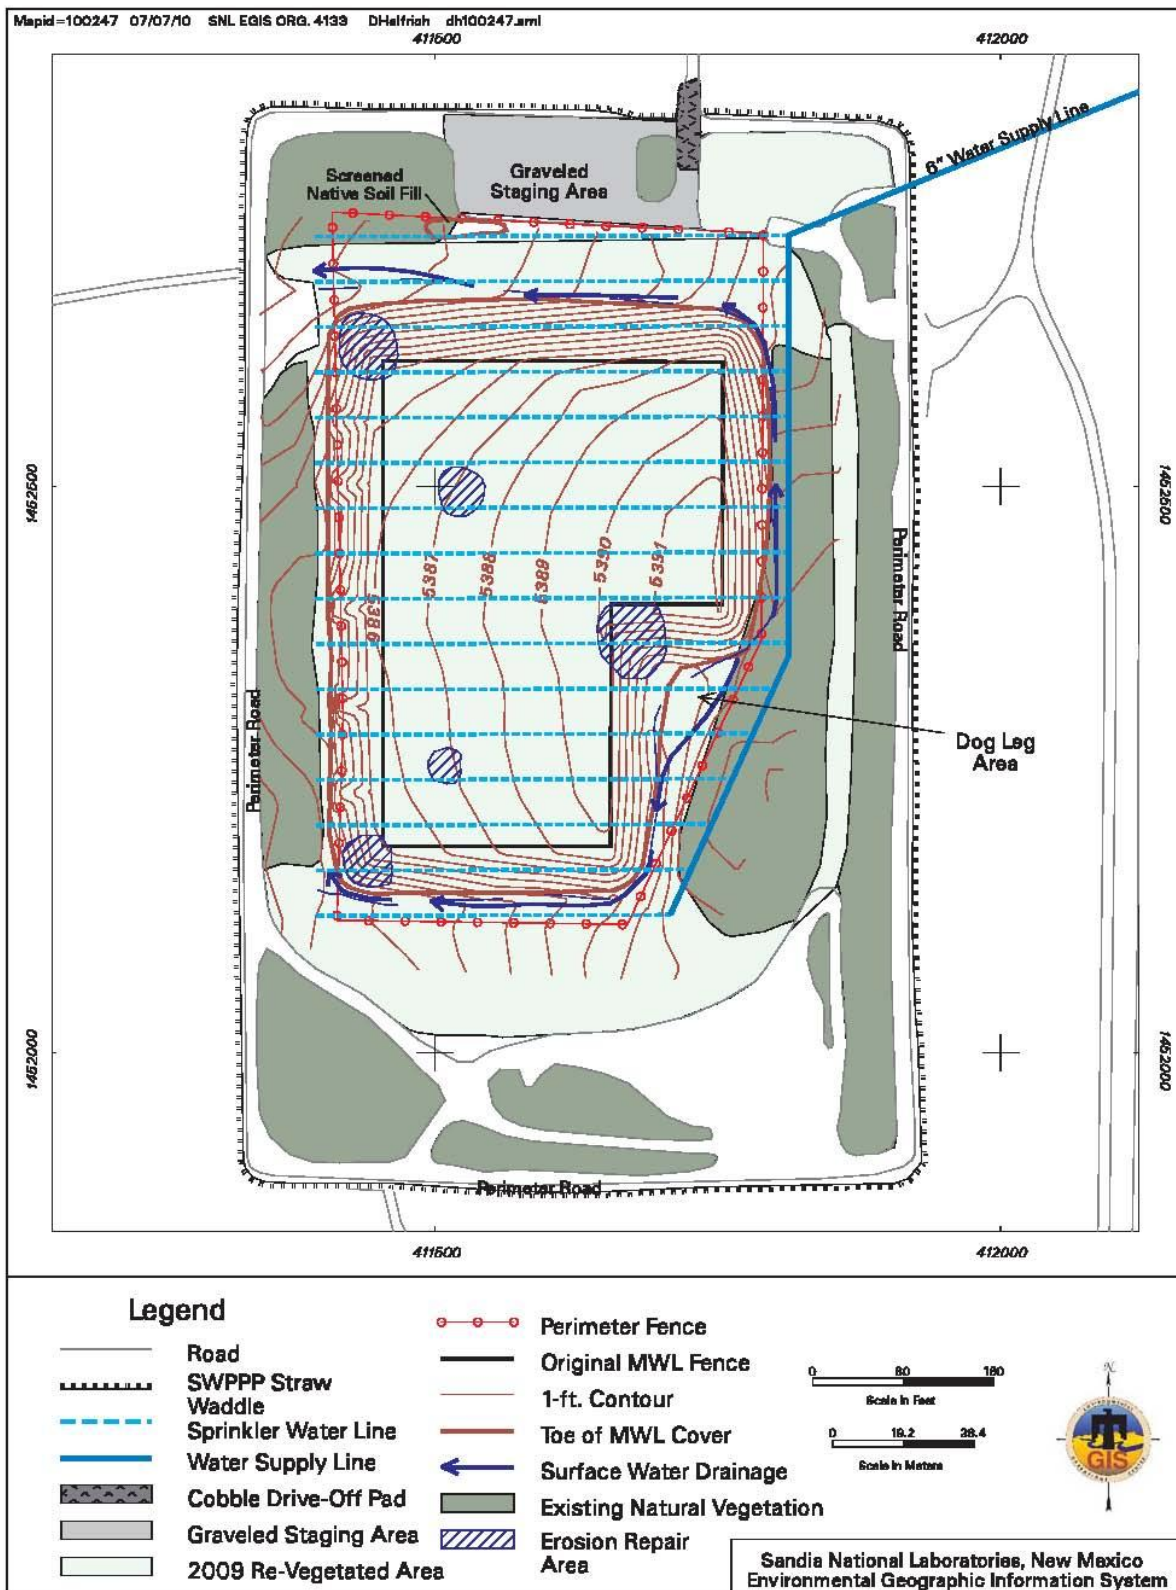 Mapid=100247 07/07/10 SNL EGIS ORG. 4133 DHelfrich dh100247.aml
411500 412000
6" Water Supply Line
Screened
Native Soil Fill
Graveled
Staging Area
1452500 1452500
5386 5387 5388 5389 5390 5391
Perimeter Road
Perimeter Road
Dog Leg
Area
1452000 1452000
Perimeter Road
411500 412000
Legend
Road
SWPPP Straw
Waddle
Sprinkler Water Line
Water Supply Line
Cobble Drive-Off Pad
Graveled Staging Area
2009 Re-Vegetated Area
Perimeter Fence
Original MWL Fence
1-ft. Contour
Toe of MWL Cover
Surface Water Drainage
Existing Natural Vegetation
Erosion Repair
Area
0 80 160
Scale in Feet
0 19.2 38.4
Scale in Meters
N
GIS
Sandia National Laboratories, New Mexico
Environmental Geographic Information System